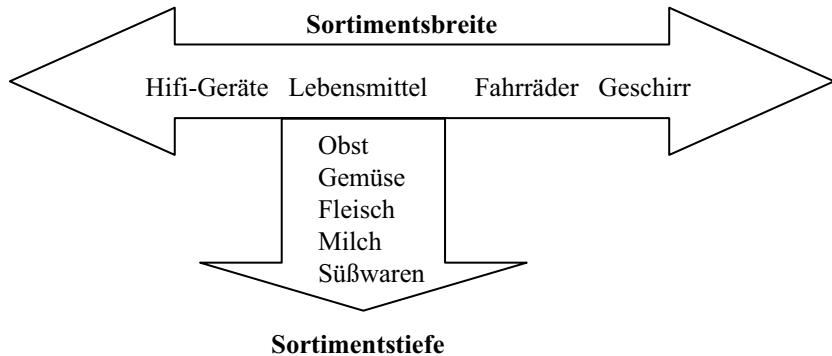 Sortimentsbreite
Hifi-Geräte Lebensmittel Fahrräder Geschirr
Obst
Gemüse
Fleisch
Milch
Süßwaren
Sortimentstiefe